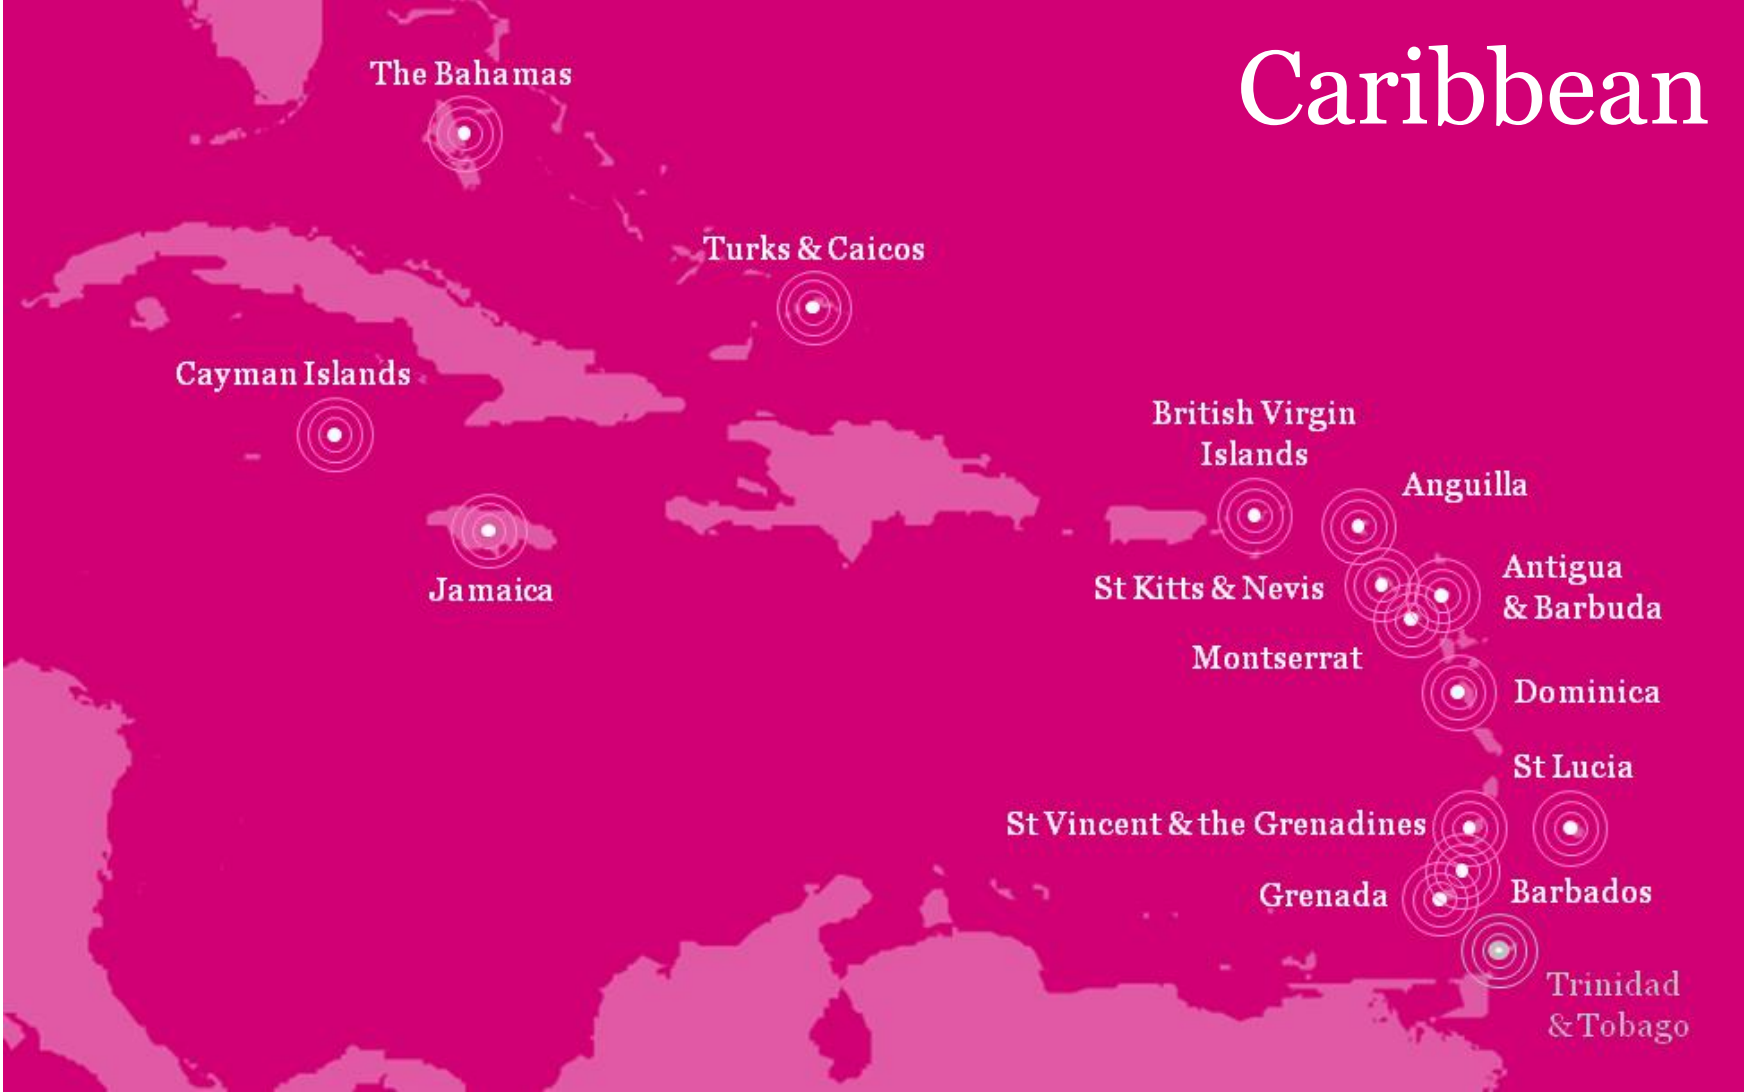 Caribbean
The Bahamas
Turks & Caicos
Cayman Islands
British Virgin
Islands
Anguilla
Jamaica
St Kitts & Nevis
Antigua
& Barbuda
Montserrat
Dominica
St Lucia
St Vincent & the Grenadines
Grenada
Barbados
Trinidad
& Tobago